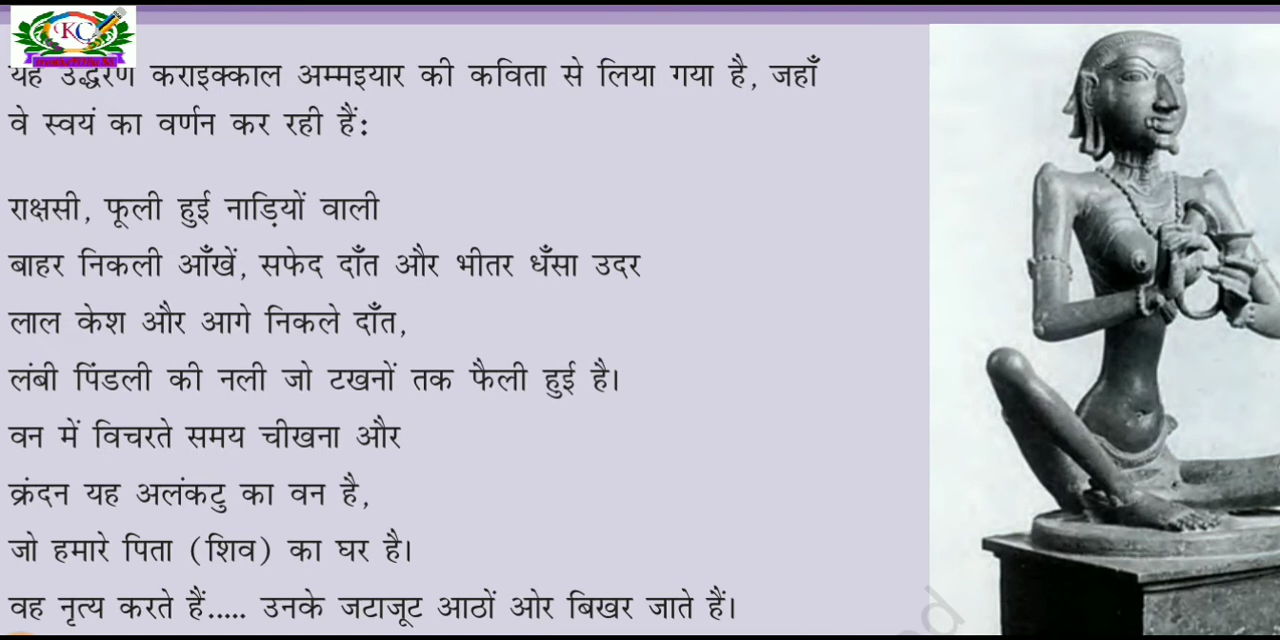 KC
यह उद्धरण कराइक्काल अम्मइयार की कविता से लिया गया है, जहाँ
वे स्वयं का वर्णन कर रही हैं:
राक्षसी, फूली हुई नाड़ियों वाली
बाहर निकली आँखें, सफेद दाँत और भीतर धँसा उदर
लाल केश और आगे निकले दाँत,
लंबी पिंडली की नली जो टखनों तक फैली हुई है।
वन में विचरते समय चीखना और
क्रंदन यह अलंकटु का वन है,
जो हमारे पिता (शिव) का घर है।
वह नृत्य करते हैं..... उनके जटाजूट आठों ओर बिखर जाते हैं।